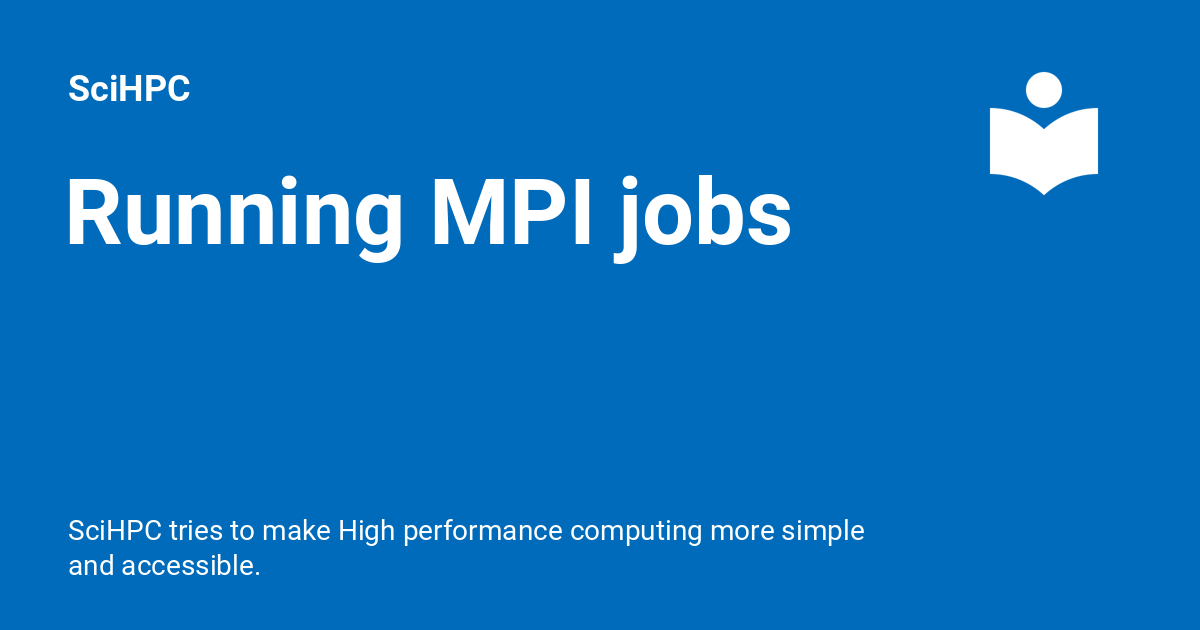 SciHPC
Running MPI jobs
SciHPC tries to make High performance computing more simple
and accessible.